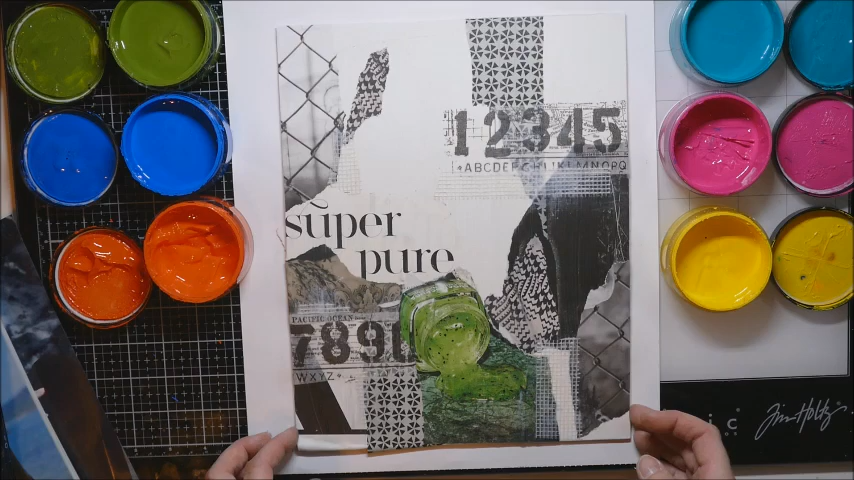 12345
ABCDEFGHIJKLMNOPQ
super
pure
PACIFIC OCEAN
7890
WXYZ
Tim Holtz